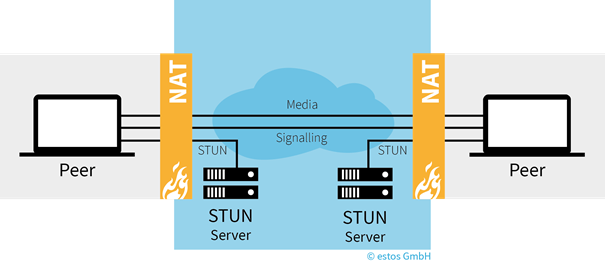 NAT
NAT
Media
Signalling
STUN
STUN
Peer
Peer
STUN
Server
STUN
Server
© estos GmbH